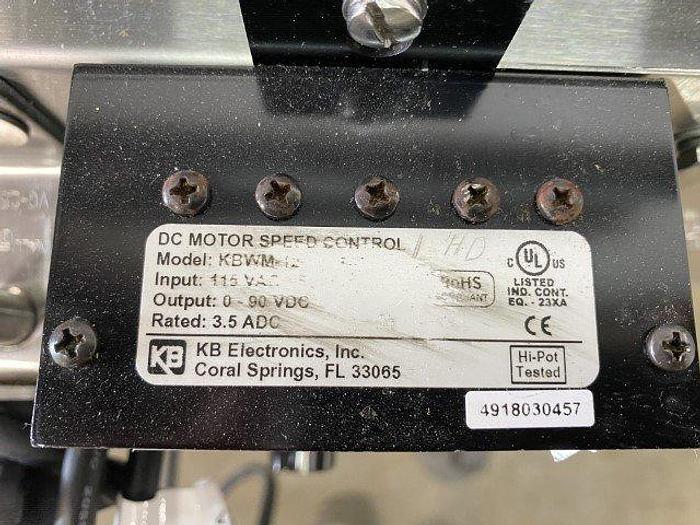 DC MOTOR SPEED CONTROL
Model: KBWM-12
Input: 115 VAC
Output: 0 - 90 VDC
Rated: 3.5 ADC
HD
RoHS
COMPLIANT
C UL US
LISTED
IND. CONT.
EQ. - 23XA
CE
KB
KB Electronics, Inc.
Coral Springs, FL 33065
Hi-Pot
Tested
4918030457